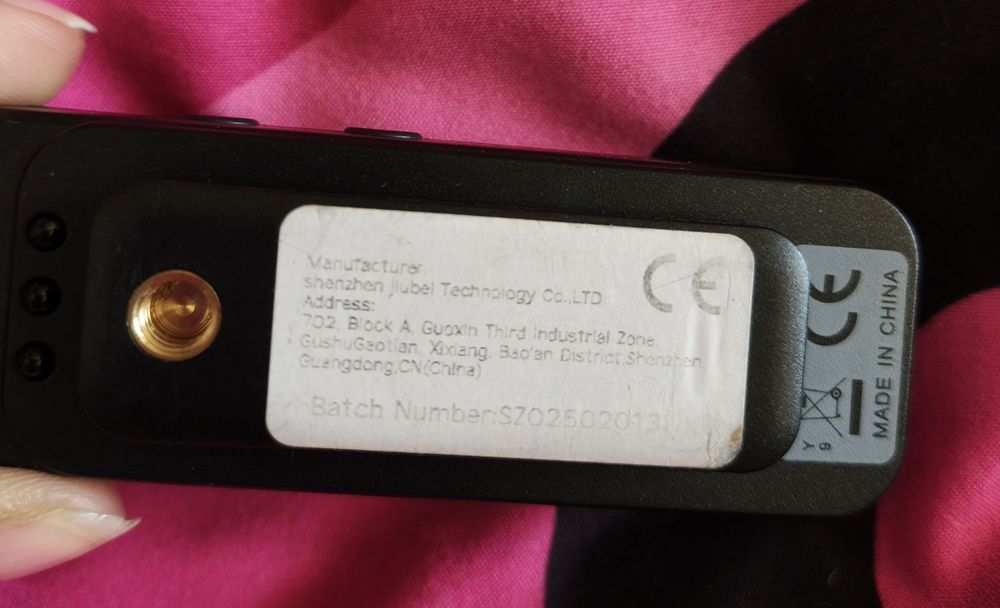 Manufacturer
Shenzhen Jiubei Technology Co.,LTD
Address:
702, Block A, Guoxin Third Industrial Zone,
GushuGaotian, Xixiang, Bao'an District,Shenzhen,
Guangdong,CN(China)
Batch Number:SZ02502013
CE
CE
MADE IN CHINA
Y
9